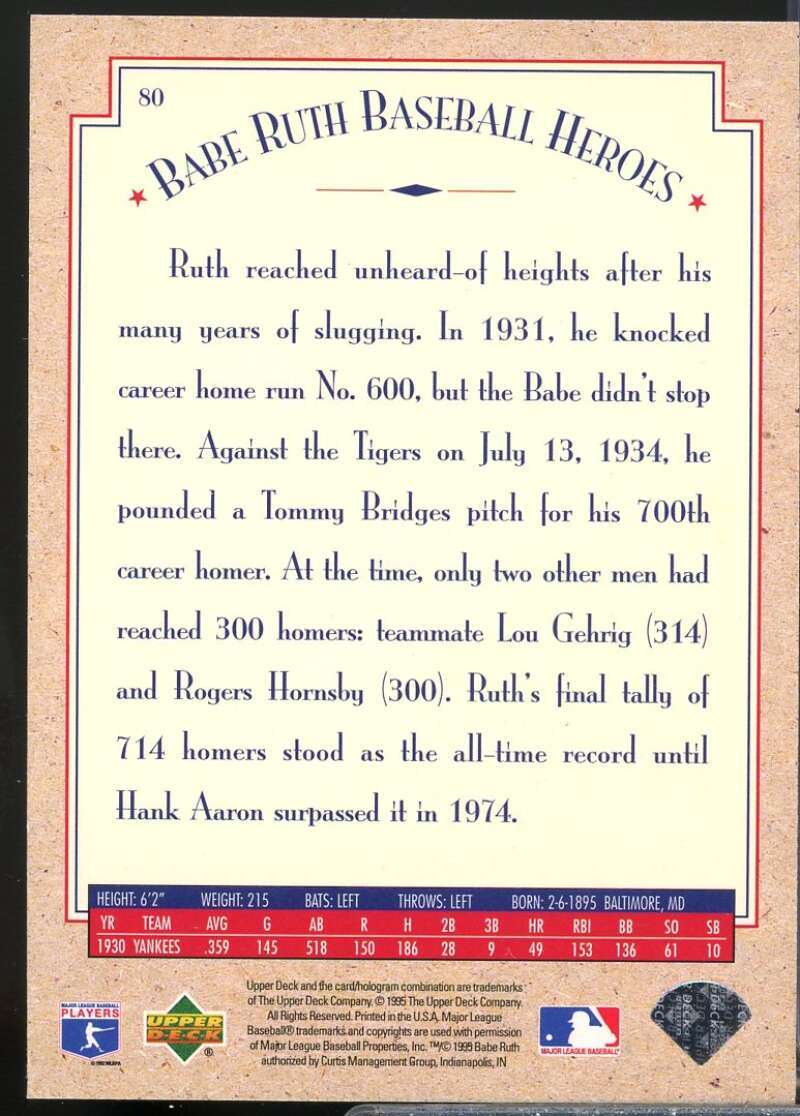 80
BABE RUTH BASEBALL HEROES
Ruth reached unheard-of heights after his
many years of slugging. In 1931, he knocked
career home run No. 600, but the Babe didn't stop
there. Against the Tigers on July 13, 1934, he
pounded a Tommy Bridges pitch for his 700th
career homer. At the time, only two other men had
reached 300 homers: teammate Lou Gehrig (314)
and Rogers Hornsby (300). Ruth's final tally of
714 homers stood as the all-time record until
Hank Aaron surpassed it in 1974.
HEIGHT: 6'2" WEIGHT: 215 BATS: LEFT THROWS: LEFT BORN: 2-6-1895 BALTIMORE, MD
YR TEAM AVG G AB R H 2B 3B HR RBI BB SO SB
1930 YANKEES .359 145 518 150 186 28 9 49 153 136 61 10
Upper Deck and the card/hologram combination are trademarks
of The Upper Deck Company. © 1995 The Upper Deck Company.
All Rights Reserved. Printed in the U.S.A, Major League
Baseball® trademarks and copyrights are used with permission
of Major League Baseball Properties, Inc. ™/© 1995 Babe Ruth
authorized by Curtis Management Group, Indianapolis, IN
MAJOR LEAGUE BASEBALL
PLAYERS
UPPER
DECK
®
MAJOR LEAGUE BASEBALL